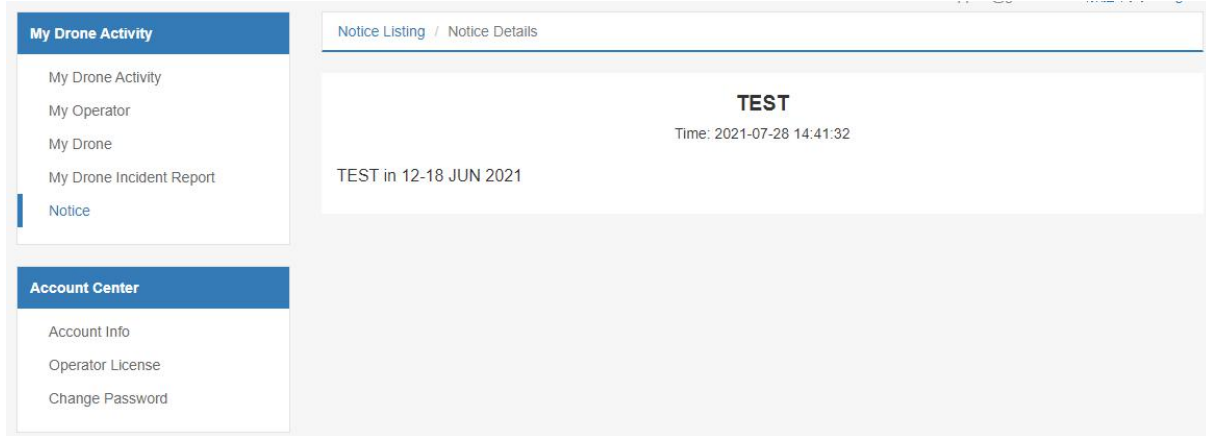 My Drone Activity
My Drone Activity
My Operator
My Drone
My Drone Incident Report
Notice
Account Center
Account Info
Operator License
Change Password
Notice Listing / Notice Details
TEST
Time: 2021-07-28 14:41:32
TEST in 12-18 JUN 2021